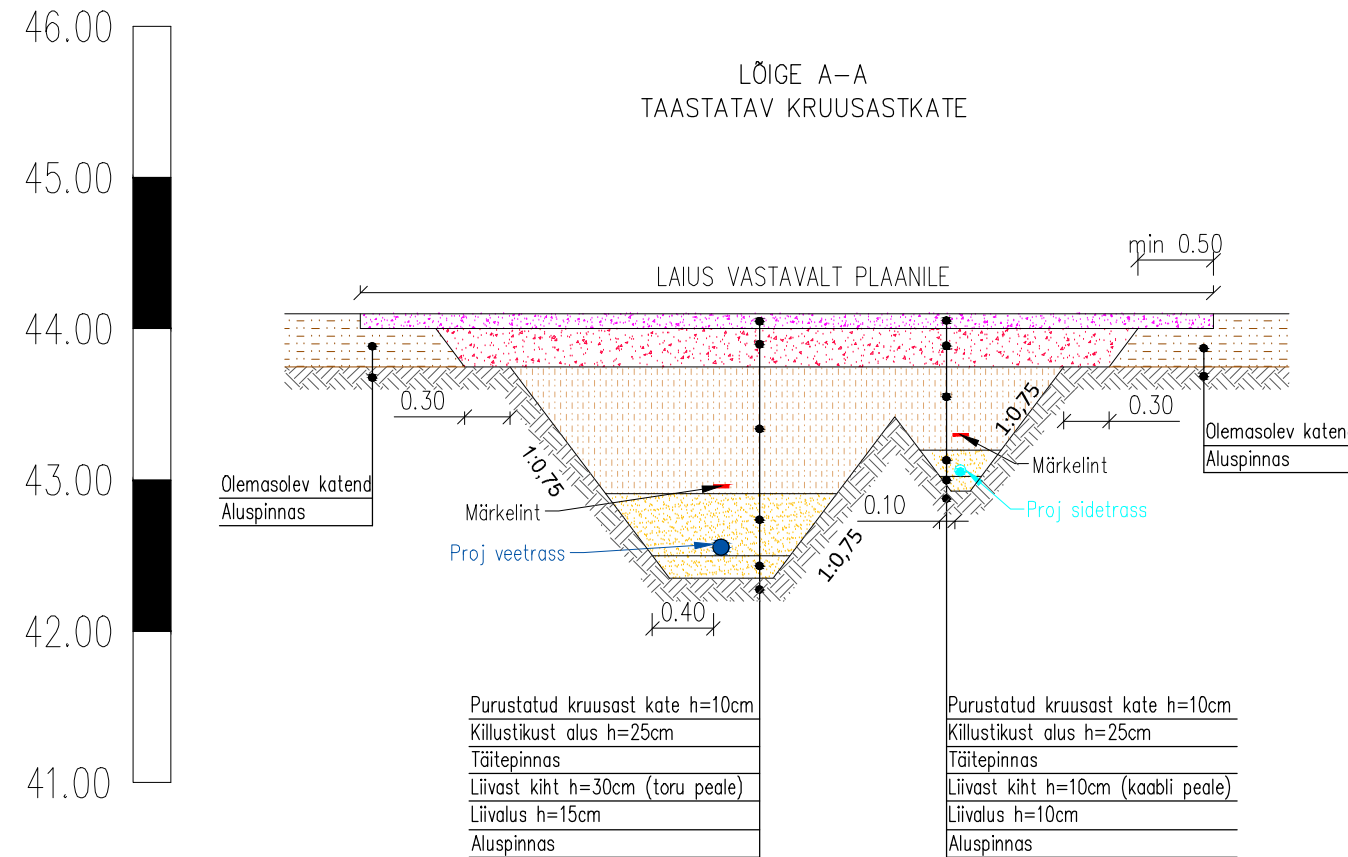 LÕIGE A-A
TAASTATAV KRUUSASTKATE
46.00
45.00
44.00
43.00
42.00
41.00
min 0.50
LAIUS VASTAVALT PLAANILE
0.30
0.30
1:0,75
1:0,75
1:0,75
0.10
0.40
Märkelint
Märkelint
Proj veetrass
Proj sidetrass
Olemasolev katend
Aluspinnas
Olemasolev katen
Aluspinnas
Purustatud kruusast kate h=10cm
Killustikust alus h=25cm
Täitepinnas
Liivast kiht h=30cm (toru peale)
Liivalus h=15cm
Aluspinnas
Purustatud kruusast kate h=10cm
Killustikust alus h=25cm
Täitepinnas
Liivast kiht h=10cm (kaabli peale)
Liivalus h=10cm
Aluspinnas